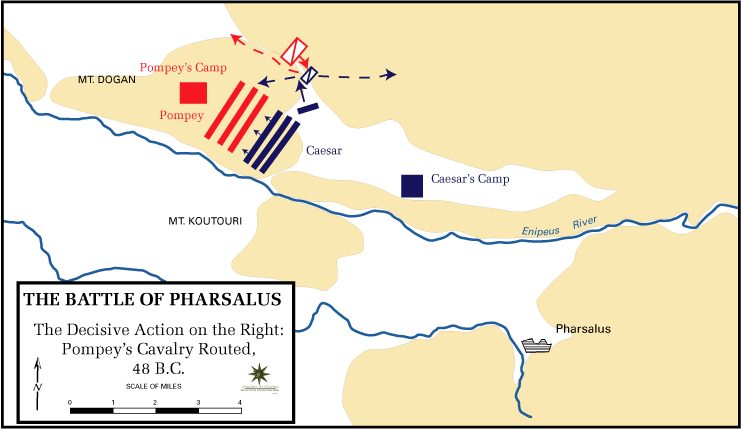 MT. DOGAN
Pompey's Camp
Pompey
Caesar
Caesar's Camp
MT. KOUTOURI
Enipeus River
Pharsalus
THE BATTLE OF PHARSALUS
The Decisive Action on the Right:
Pompey's Cavalry Routed,
48 B.C.
SCALE OF MILES
N
0 1 2 3 4